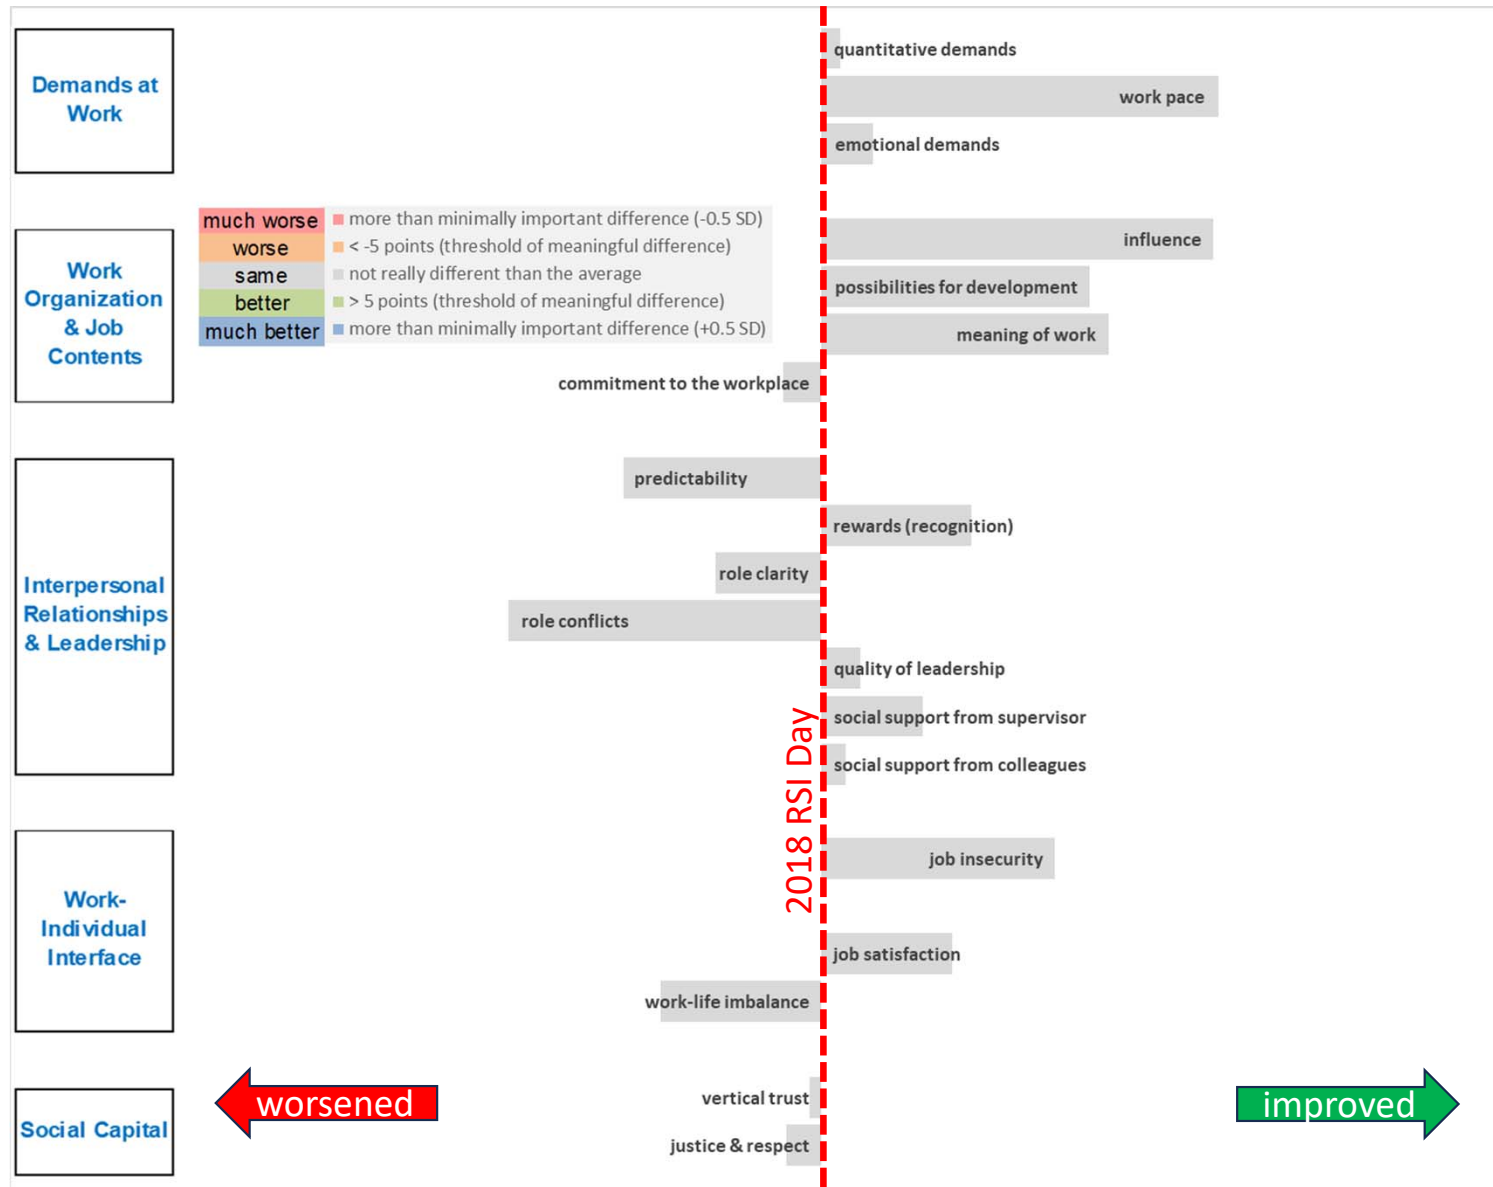 Demands at
Work
quantitative demands
work pace
emotional demands
much worse
more than minimally important difference (-0.5 SD)
worse
< -5 points (threshold of meaningful difference)
same
not really different than the average
better
> 5 points (threshold of meaningful difference)
much better
more than minimally important difference (+0.5 SD)
Work
Organization
& Job
Contents
influence
possibilities for development
meaning of work
commitment to the workplace
Interpersonal
Relationships
& Leadership
predictability
rewards (recognition)
role clarity
role conflicts
quality of leadership
social support from supervisor
social support from colleagues
2018 RSI Day
Work-
Individual
Interface
job insecurity
job satisfaction
work-life imbalance
Social Capital
worsened
vertical trust
justice & respect
improved